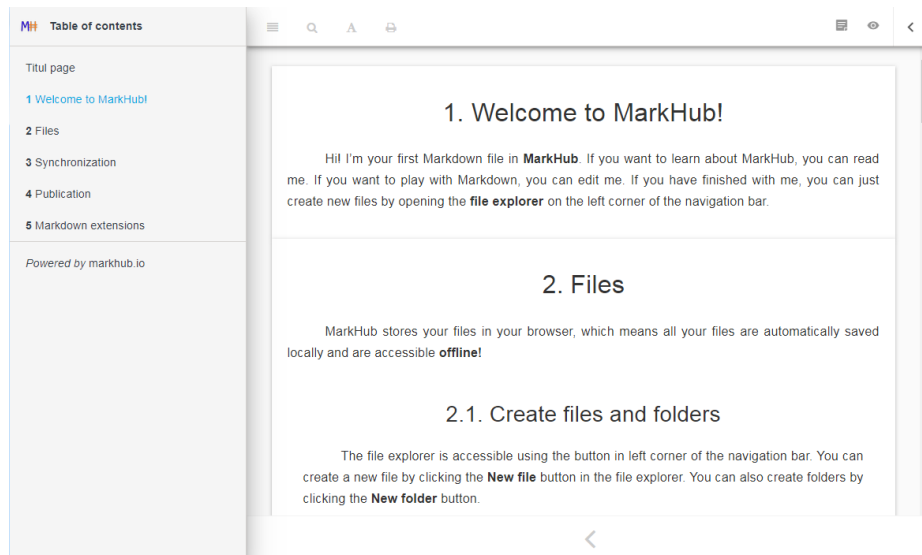 MH Table of contents
Titul page
1 Welcome to MarkHub!
2 Files
3 Synchronization
4 Publication
5 Markdown extensions
Powered by markhub.io
A
1. Welcome to MarkHub!
Hi! I'm your first Markdown file in MarkHub. If you want to learn about MarkHub, you can read
me. If you want to play with Markdown, you can edit me. If you have finished with me, you can just
create new files by opening the file explorer on the left corner of the navigation bar.
2. Files
MarkHub stores your files in your browser, which means all your files are automatically saved
locally and are accessible offline!
2.1. Create files and folders
The file explorer is accessible using the button in left corner of the navigation bar. You can
create a new file by clicking the New file button in the file explorer. You can also create folders by
clicking the New folder button.